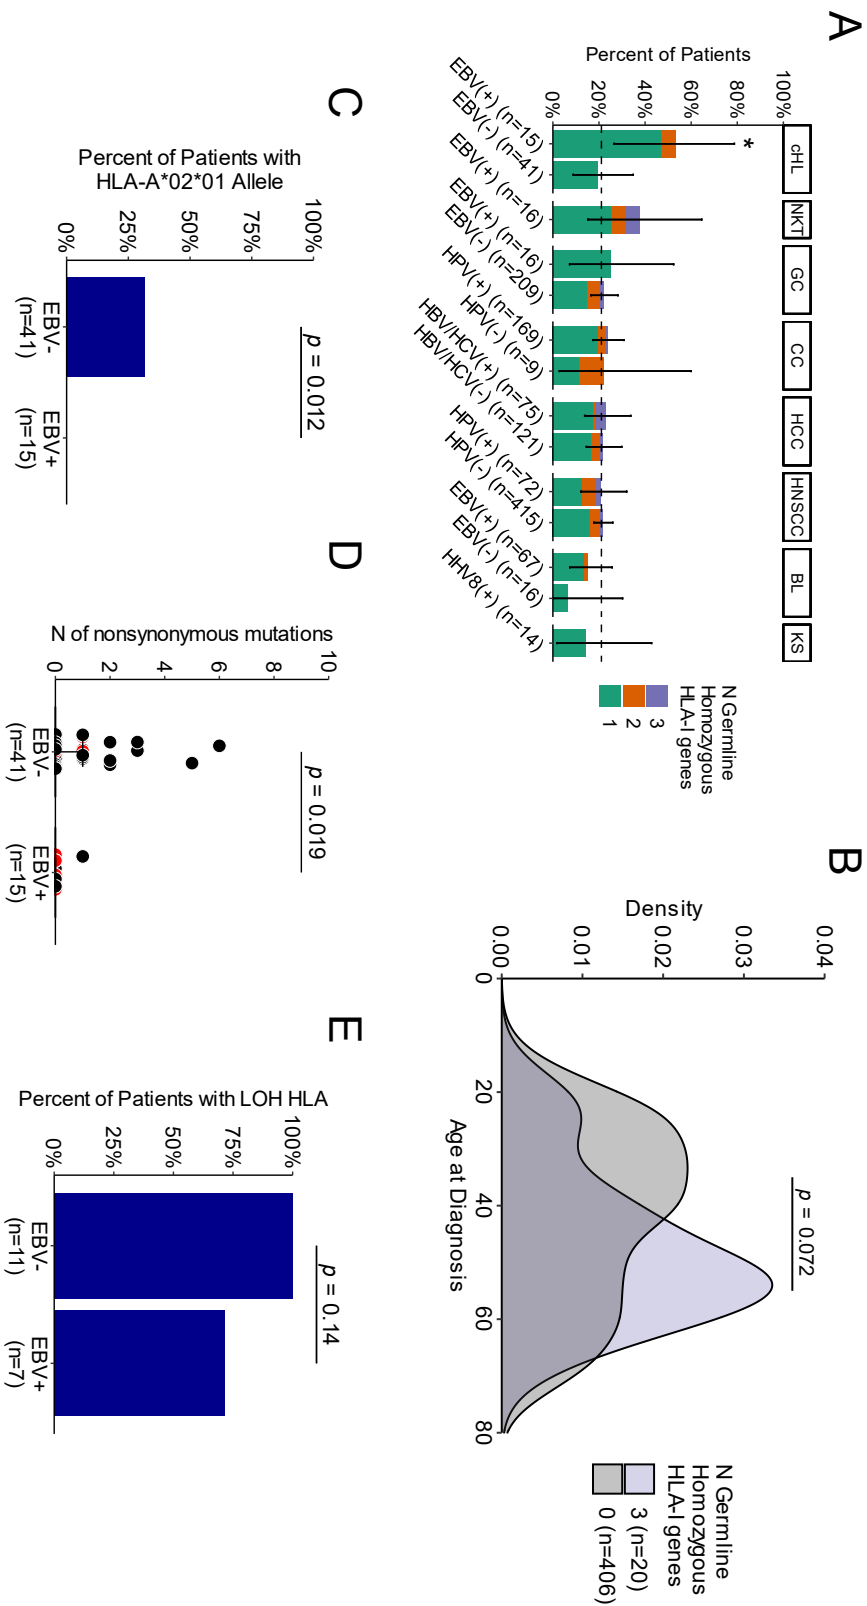 A
Percent of Patients
100%
80%
60%
40%
20%
0%
cHL
NKT
GC
CC
HCC
HNSCC
BL
KS
*
EBV(+) (n=15)
EBV(-) (n=41)
EBV(+) (n=16)
EBV(+) (n=16)
EBV(-) (n=209)
HPV(+) (n=169)
HPV(-) (n=9)
HBV/HCV(+) (n=75)
HBV/HCV(-) (n=121)
HPV(+) (n=72)
HPV(-) (n=415)
EBV(+) (n=67)
EBV(-) (n=16)
HHV8(+) (n=14)
N Germline
Homozygous
HLA-I genes
3
2
1
B
Density
0.04
0.03
0.02
0.01
0.00
0
20
40
60
80
Age at Diagnosis
p = 0.072
N Germline
Homozygous
HLA-I genes
3 (n=20)
0 (n=406)
C
Percent of Patients with
HLA-A*02*01 Allele
100%
75%
50%
25%
0%
p = 0.012
EBV-
(n=41)
EBV+
(n=15)
D
N of nonsynonymous mutations
10
8
6
4
2
0
p = 0.019
EBV-
(n=41)
EBV+
(n=15)
E
Percent of Patients with LOH HLA
100%
75%
50%
25%
0%
p = 0.14
EBV-
(n=11)
EBV+
(n=7)